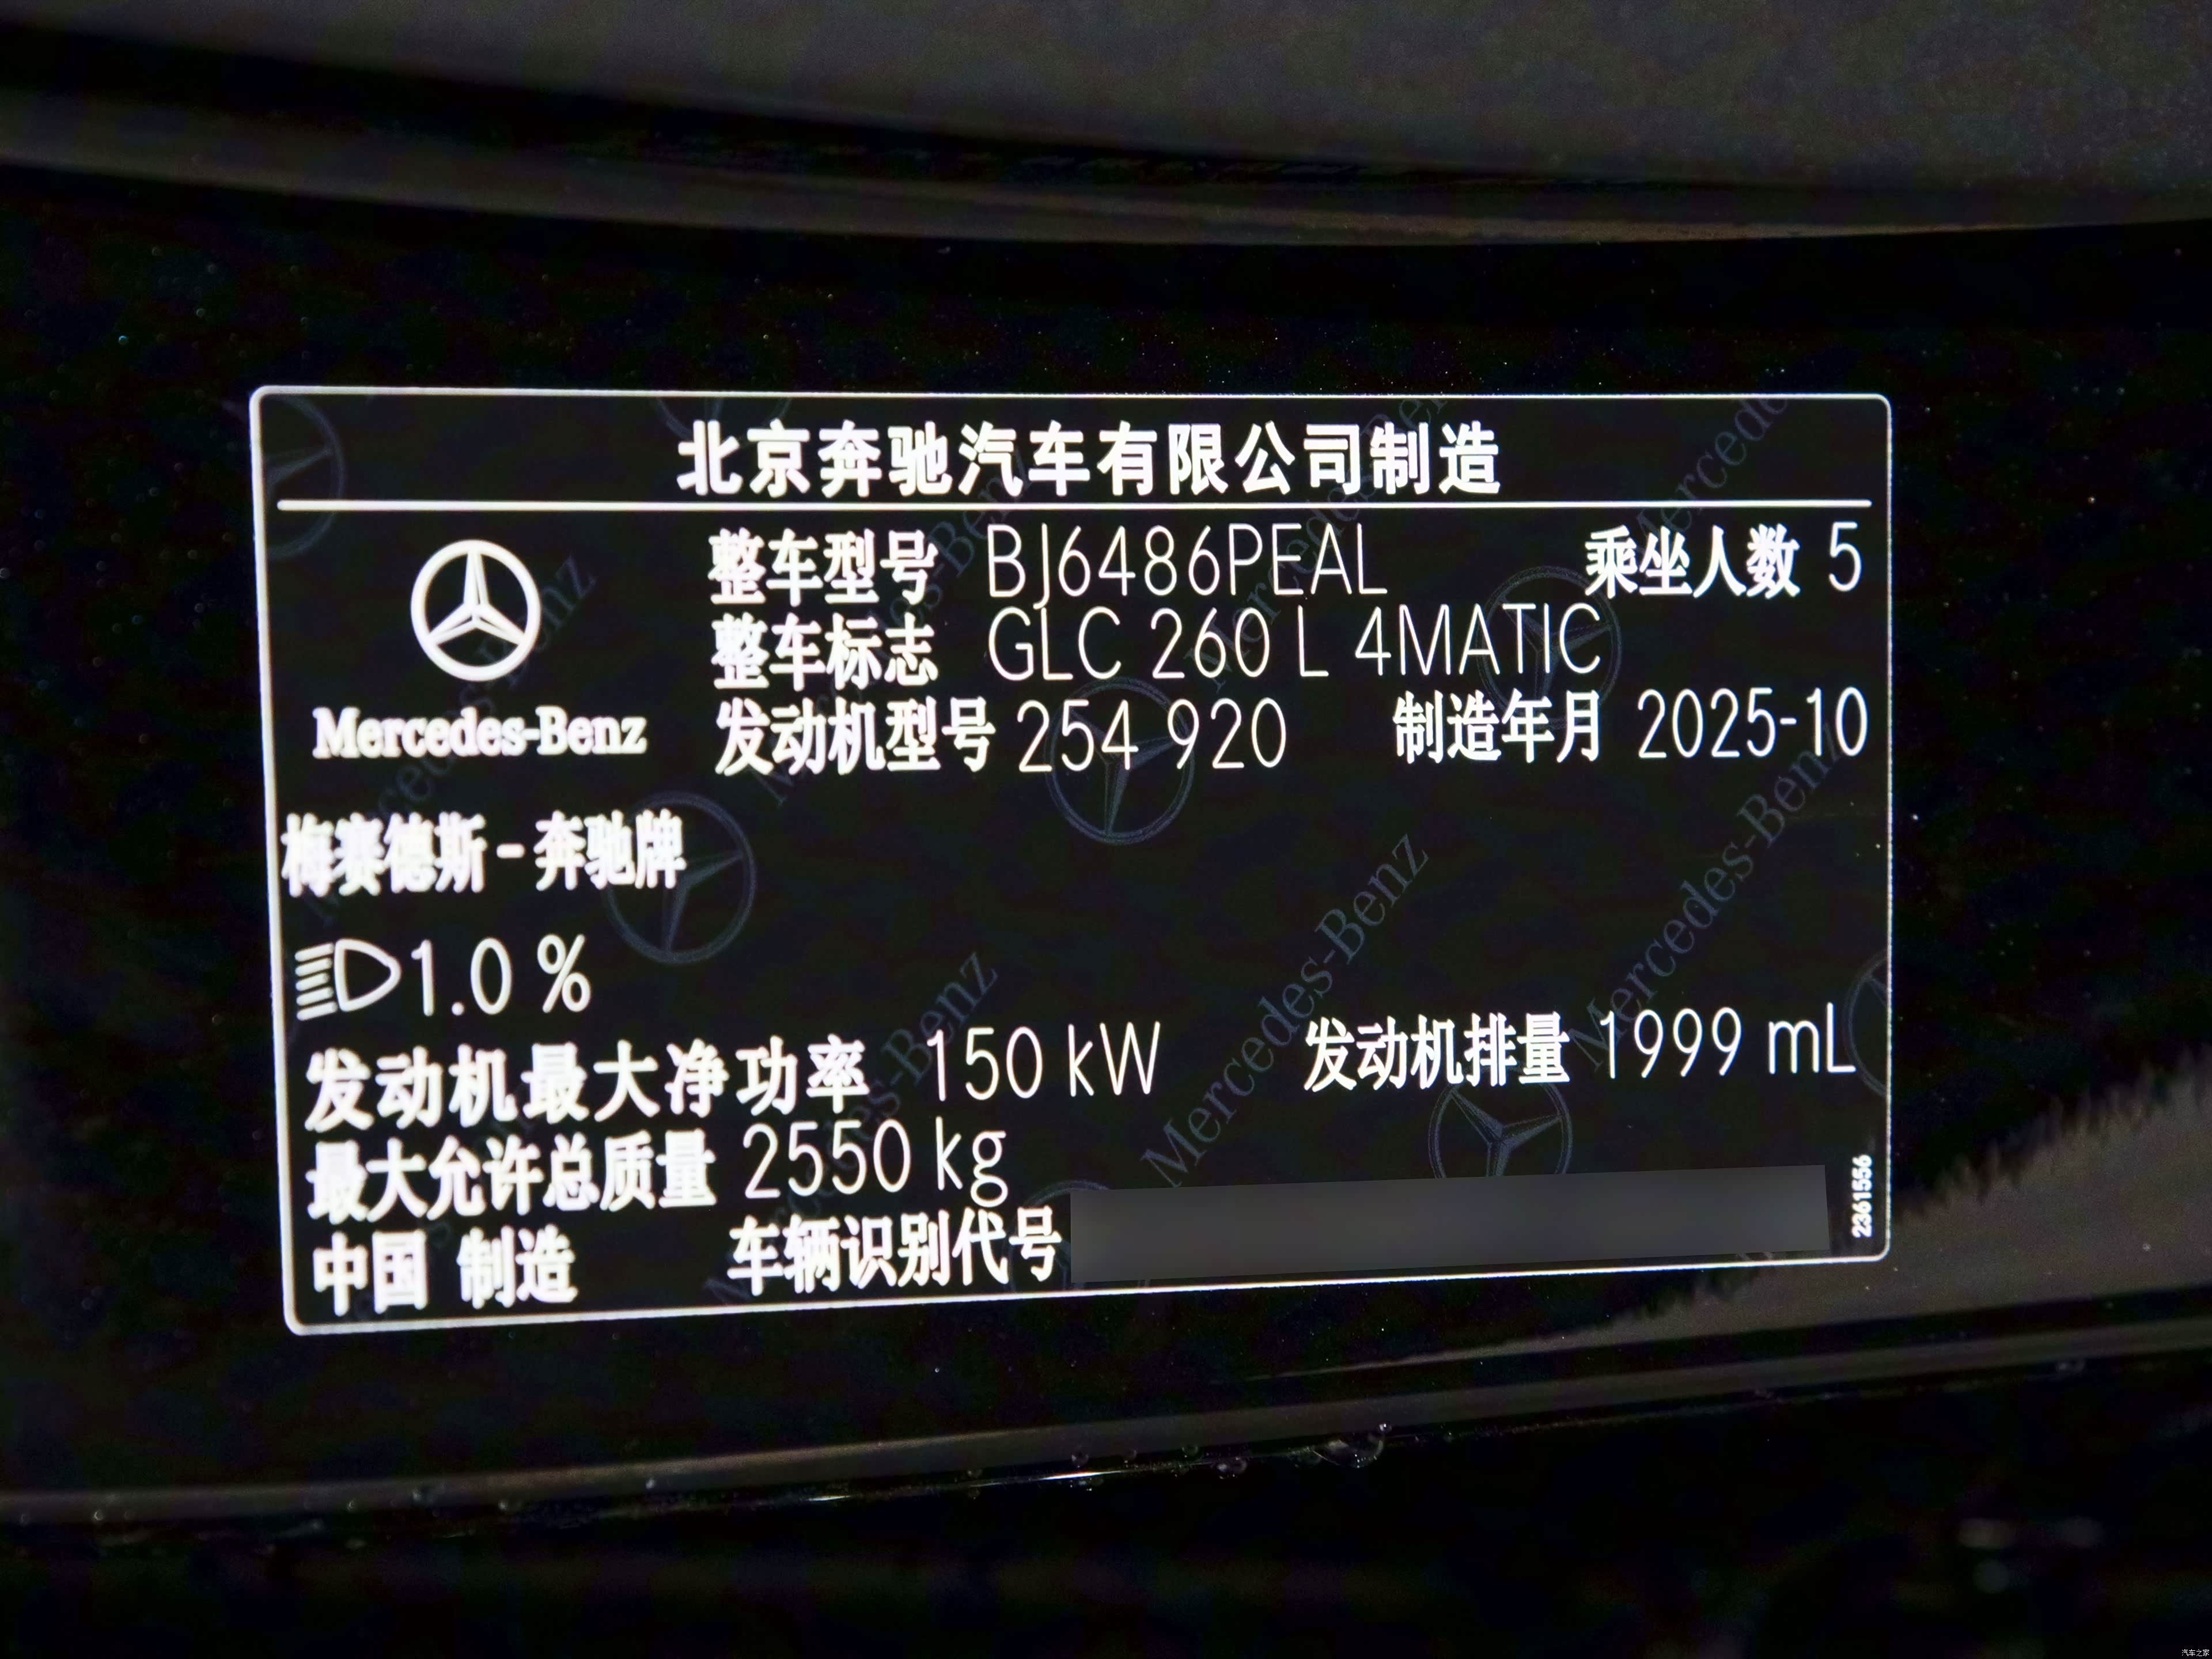 北京奔驰汽车有限公司制造
整车型号 BJ6486PEAL 乘坐人数 5
整车标志 GLC 260 L 4MATIC
发动机型号 254 920 制造年月 2025-10
Mercedes-Benz
梅赛德斯-奔驰牌
1.0 %
发动机最大净功率 150 kW 发动机排量 1999 mL
最大允许总质量 2550 kg
中国 制造 车辆识别代号
2361556
汽车之家